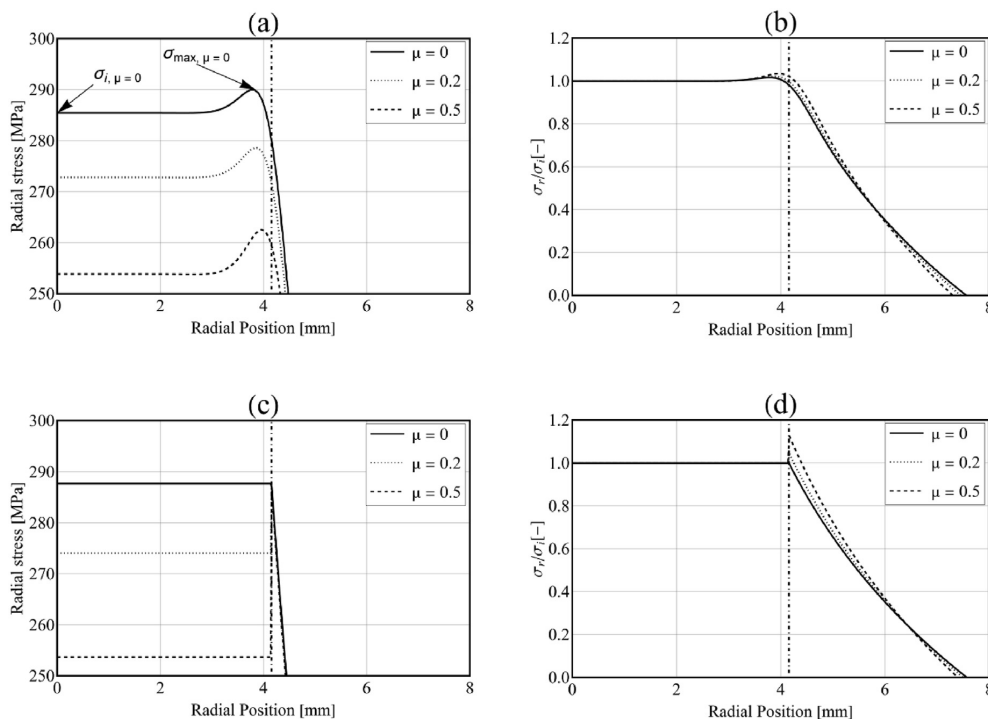 (a)
300
290
280
270
260
250
Radial stress [MPa]
σi, μ = 0
σmax, μ = 0
μ = 0
μ = 0.2
μ = 0.5
0 2 4 6 8
Radial Position [mm]
(b)
1.2
1.0
0.8
0.6
0.4
0.2
0.0
σr/σi[−]
μ = 0
μ = 0.2
μ = 0.5
0 2 4 6 8
Radial Position [mm]
(c)
300
290
280
270
260
250
Radial stress [MPa]
μ = 0
μ = 0.2
μ = 0.5
0 2 4 6 8
Radial Position [mm]
(d)
1.2
1.0
0.8
0.6
0.4
0.2
0.0
σr/σi[−]
μ = 0
μ = 0.2
μ = 0.5
0 2 4 6 8
Radial Position [mm]